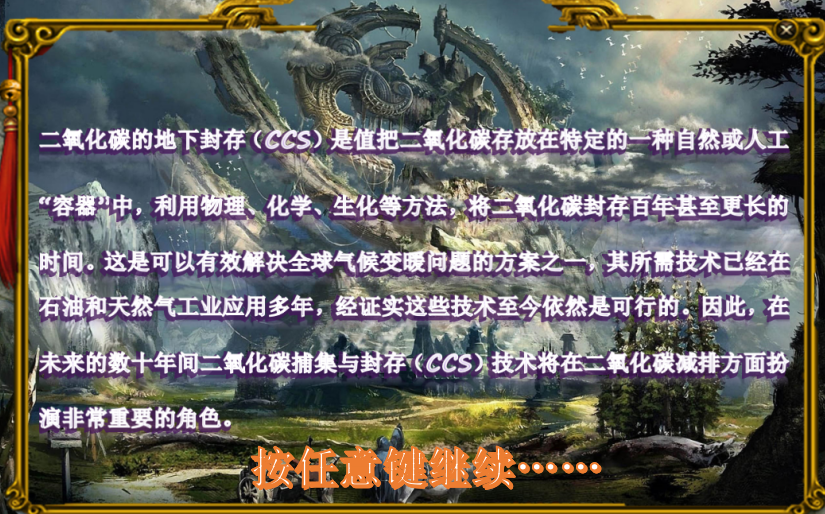 二氧化碳的地下封存（CCS）是值把二氧化碳存放在特定的一种自然或人工
“容器”中，利用物理、化学、生化等方法，将二氧化碳封存百年甚至更长的
时间。这是可以有效解决全球气候变暖问题的方案之一，其所需技术已经在
石油和天然气工业应用多年，经证实这些技术至今依然是可行的。因此，在
未来的数十年间二氧化碳捕集与封存（CCS）技术将在二氧化碳减排方面扮
演非常重要的角色。
按任意键继续……